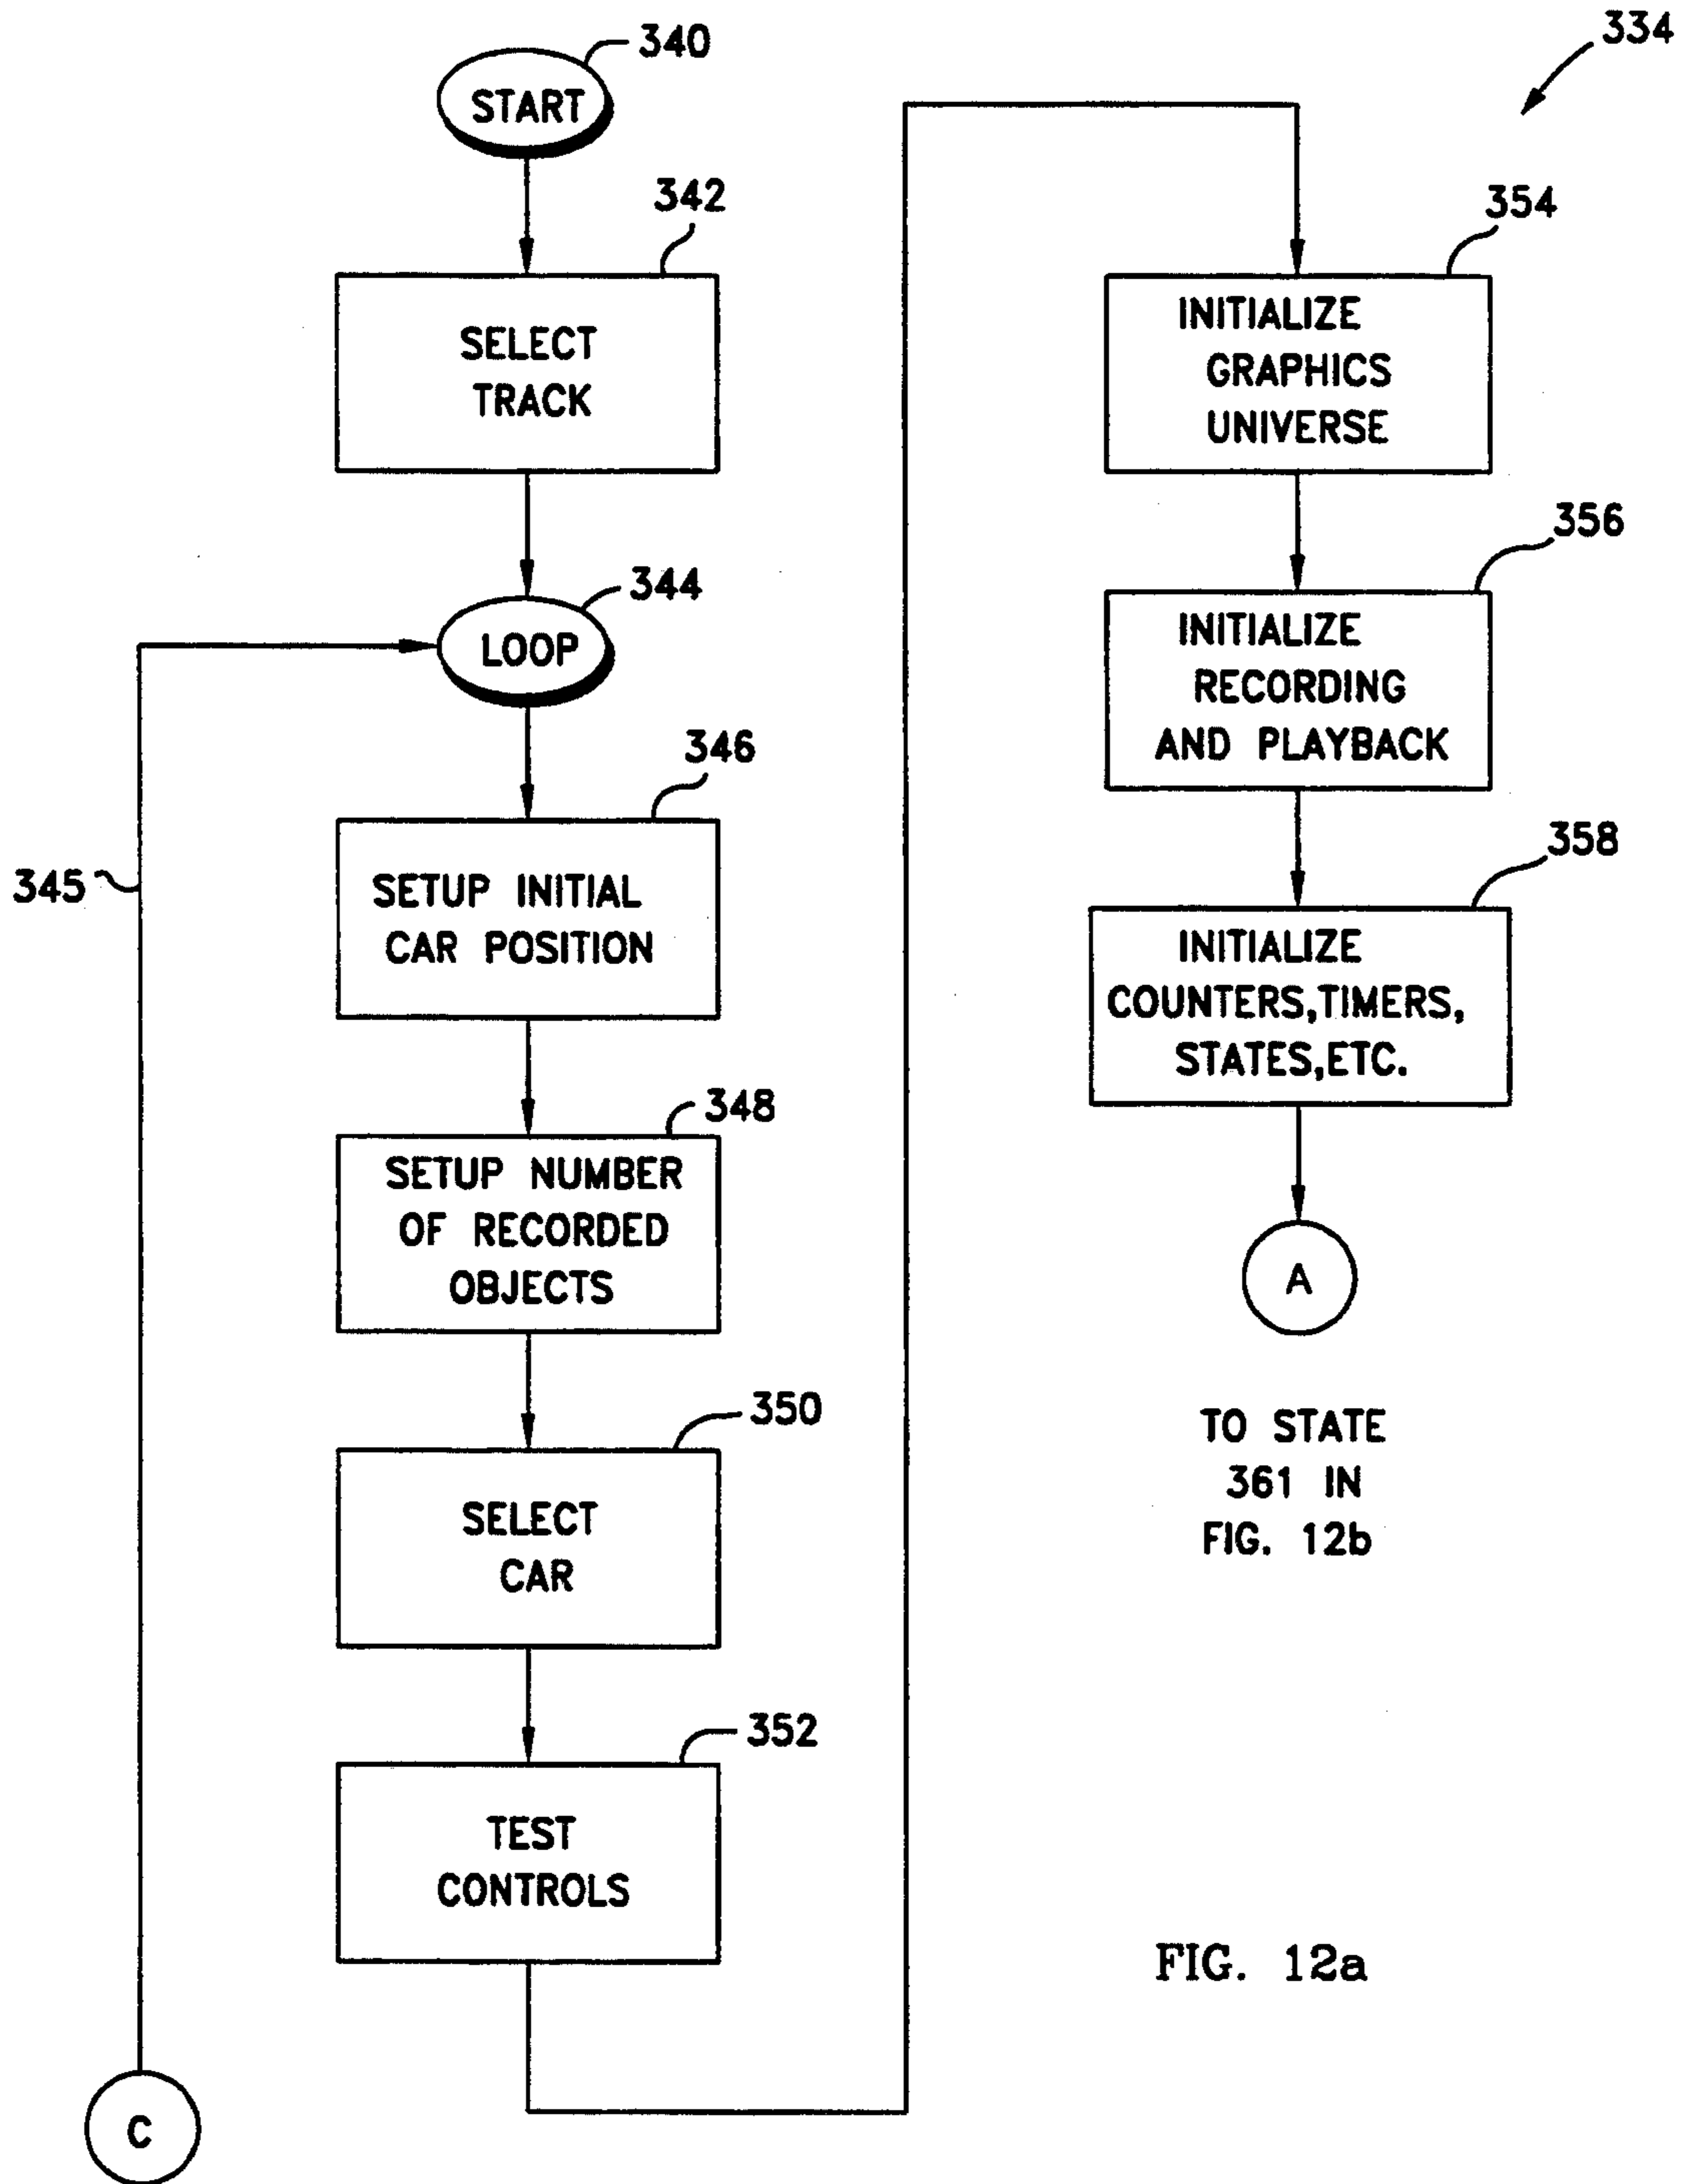 340
START
342
SELECT
TRACK
344
LOOP
345
346
SETUP INITIAL
CAR POSITION
348
SETUP NUMBER
OF RECORDED
OBJECTS
350
SELECT
CAR
352
TEST
CONTROLS
C
334
354
INITIALIZE
GRAPHICS
UNIVERSE
356
INITIALIZE
RECORDING
AND PLAYBACK
358
INITIALIZE
COUNTERS,TIMERS,
STATES,ETC.
A
TO STATE
361 IN
FIG. 12b
FIG. 12a